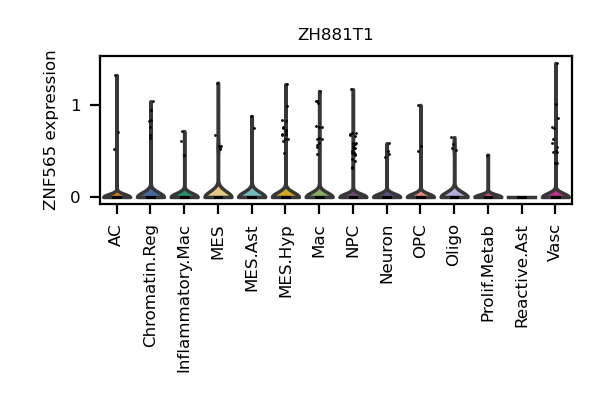 ZH881T1
ZNF565 expression
1
0
AC
Chromatin.Reg
Inflammatory.Mac
MES
MES.Ast
MES.Hyp
Mac
NPC
Neuron
OPC
Oligo
Prolif.Metab
Reactive.Ast
Vasc